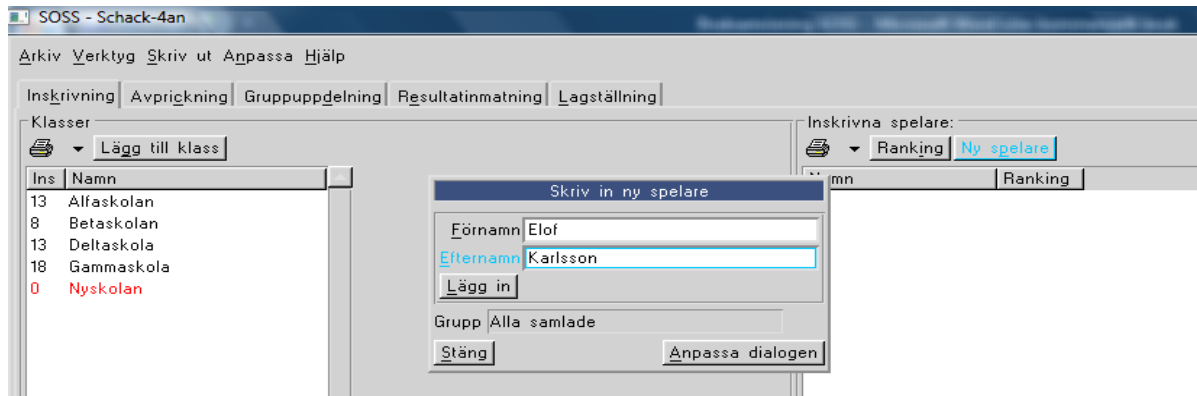 SOSS - Schack-4an
Arkiv Verktyg Skriv ut Anpassa Hjälp
Inskrivning Avprickning Gruppuppdelning Resultatinmatning Lagställning
Klasser
Lägg till klass
Ins Namn
13 Alfaskolan
8 Betaskolan
13 Deltaskola
18 Gammaskola
0 Nyskolan
Skriv in ny spelare
Förnamn Elof
Efternamn Karlsson
Lägg in
Grupp Alla samlade
Stäng Anpassa dialogen
Inskrivna spelare:
Ranking Ny spelare
Ranking